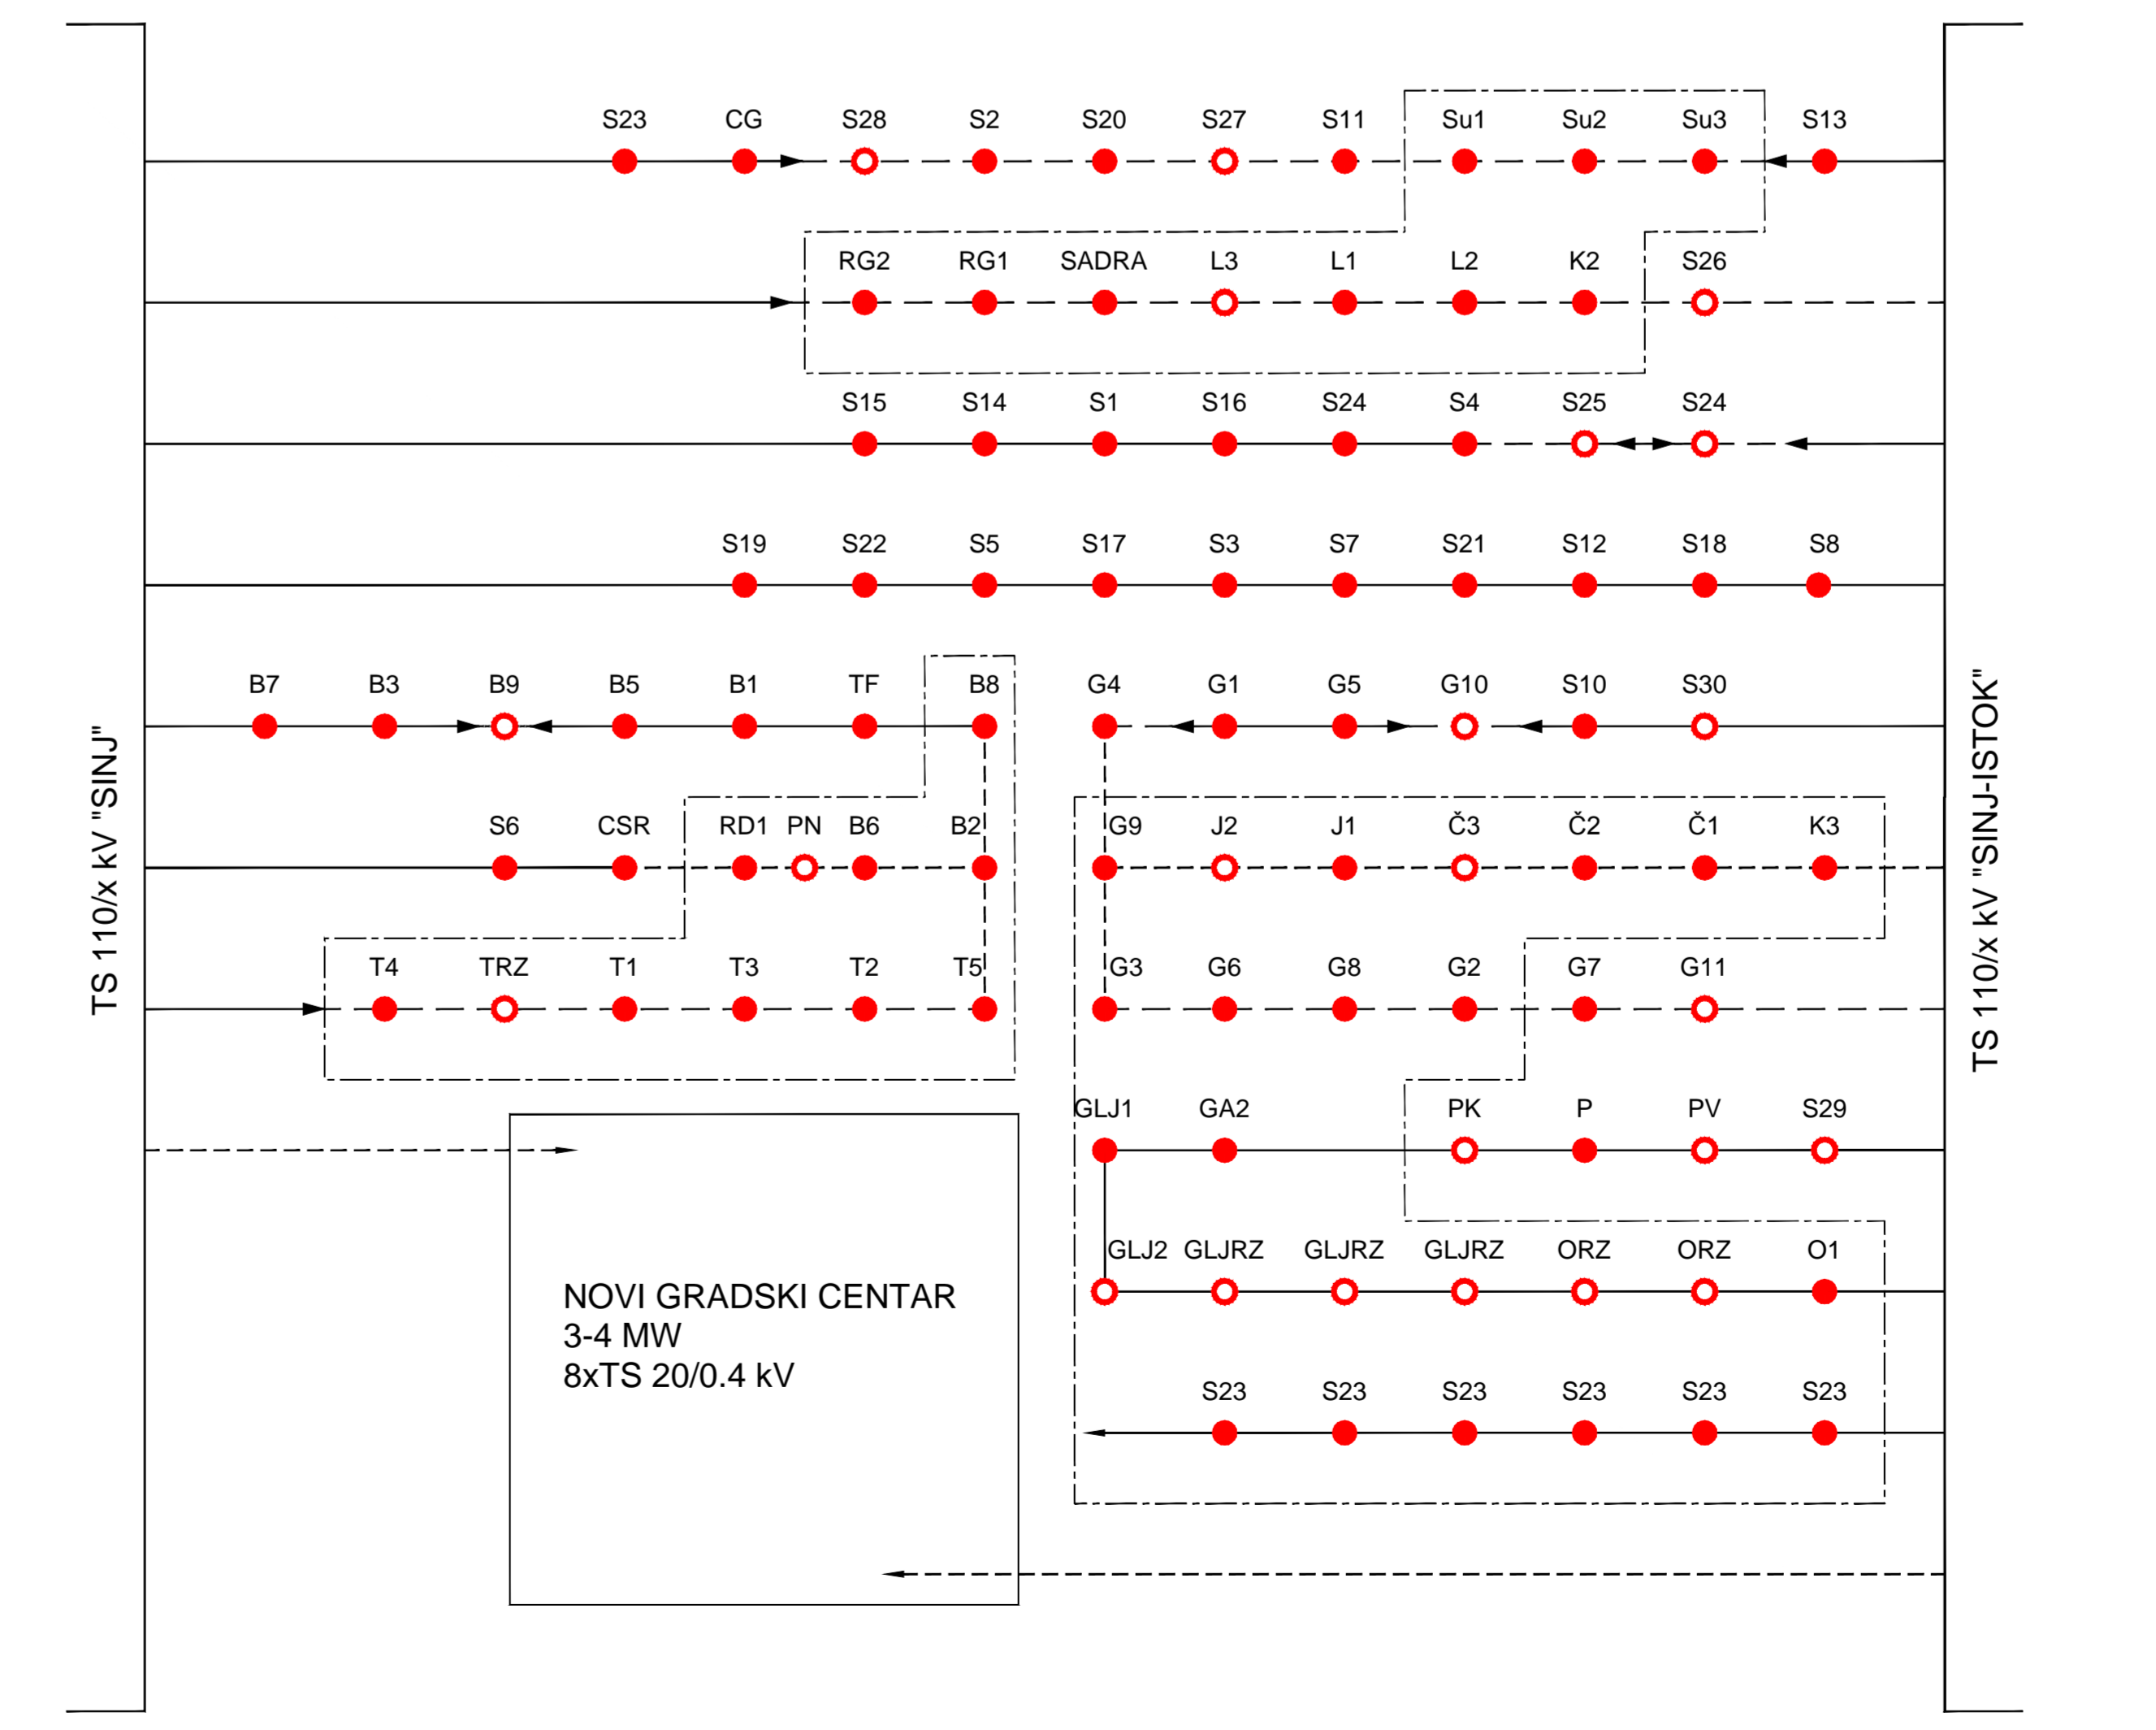 S23 CG S28 S2 S20 S27 S11 Su1 Su2 Su3 S13
RG2 RG1 SADRA L3 L1 L2 K2 S26
S15 S14 S1 S16 S24 S4 S25 S24
S19 S22 S5 S17 S3 S7 S21 S12 S18 S8
B7 B3 B9 B5 B1 TF B8 G4 G1 G5 G10 S10 S30
TS 110/x kV "SINJ"
TS 110/x kV "SINJ-ISTOK"
S6 CSR RD1 PN B6 B2 G9 J2 J1 Č3 Č2 Č1 K3
T4 TRZ T1 T3 T2 T5 G3 G6 G8 G2 G7 G11
GLJ1 GA2 PK P PV S29
GLJ2 GLJRZ GLJRZ GLJRZ ORZ ORZ O1
NOVI GRADSKI CENTAR
3-4 MW
8xTS 20/0.4 kV
S23 S23 S23 S23 S23 S23